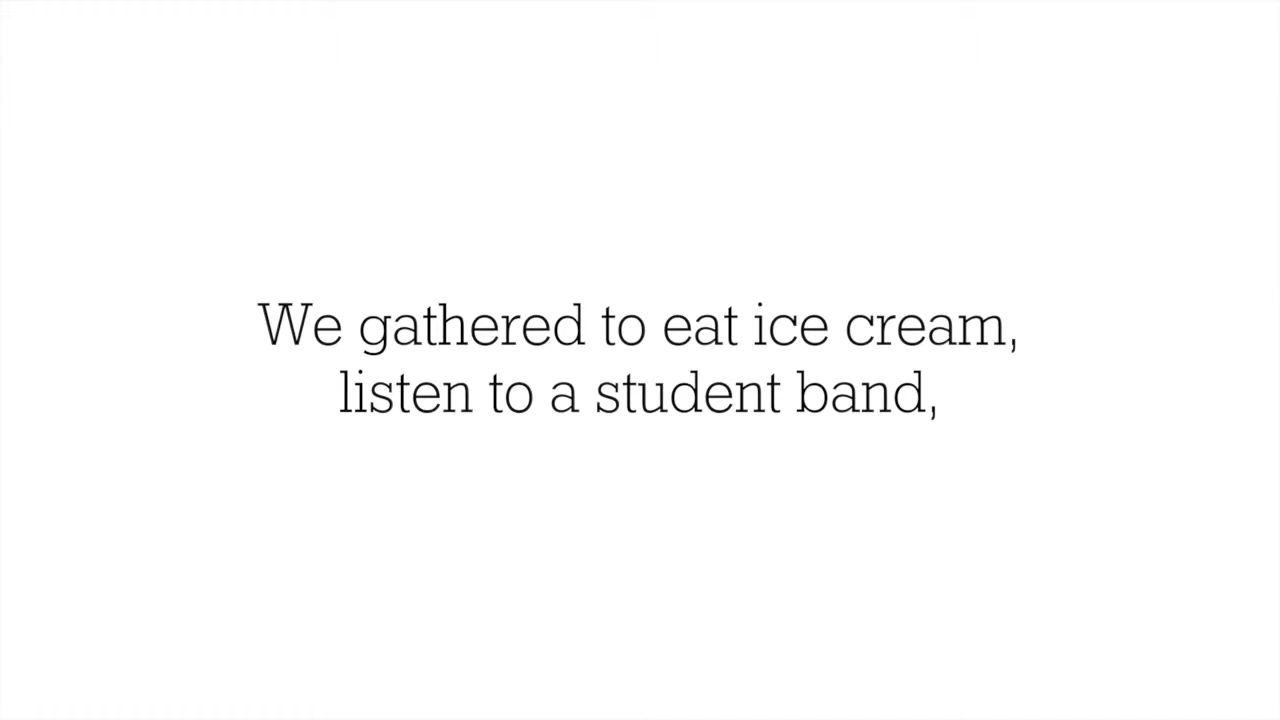 We gathered to eat ice cream,
listen to a student band,